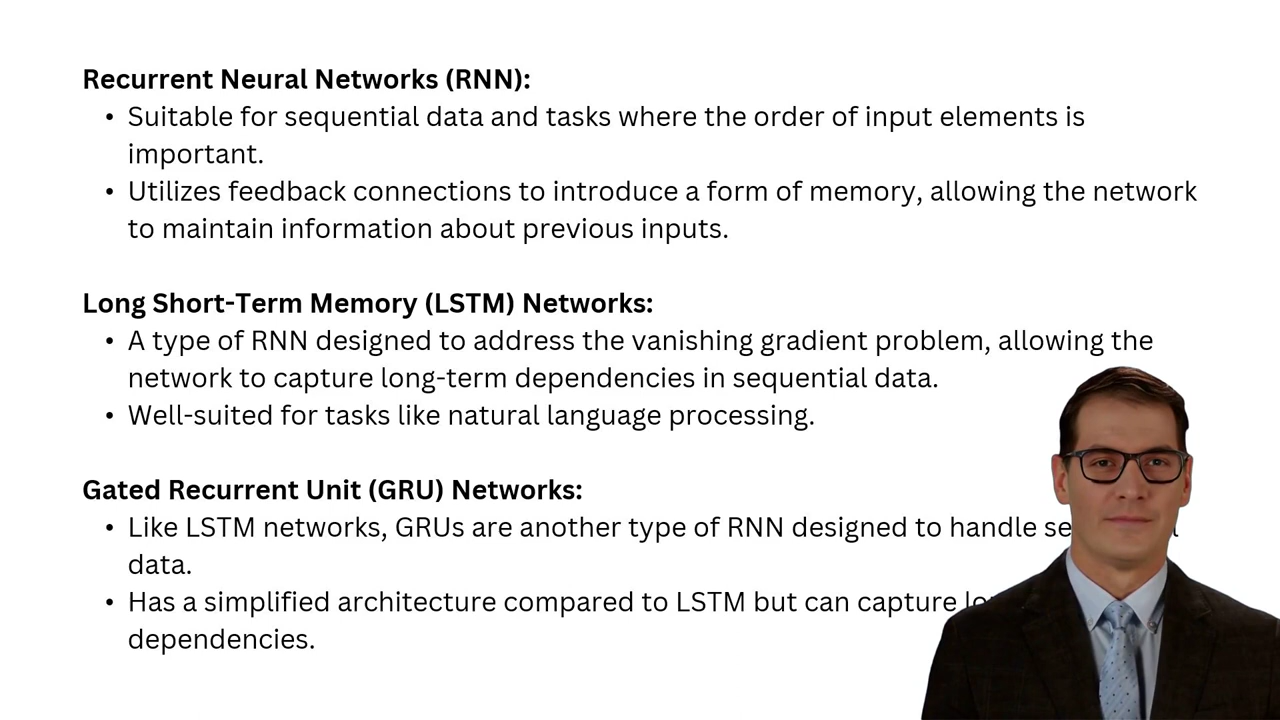 Recurrent Neural Networks (RNN):
• Suitable for sequential data and tasks where the order of input elements is
important.
• Utilizes feedback connections to introduce a form of memory, allowing the network
to maintain information about previous inputs.
Long Short-Term Memory (LSTM) Networks:
• A type of RNN designed to address the vanishing gradient problem, allowing the
network to capture long-term dependencies in sequential data.
• Well-suited for tasks like natural language processing.
Gated Recurrent Unit (GRU) Networks:
• Like LSTM networks, GRUs are another type of RNN designed to handle
data.
• Has a simplified architecture compared to LSTM but can capture
dependencies.